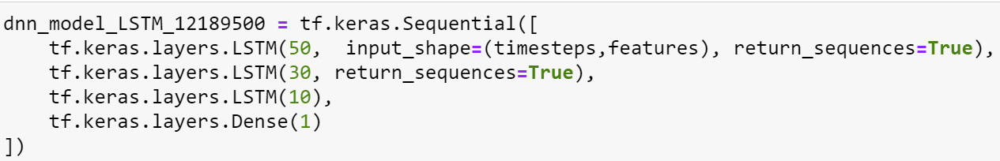 dnn_model_LSTM_12189500 = tf.keras.Sequential([
    tf.keras.layers.LSTM(50,  input_shape=(timesteps,features), return_sequences=True),
    tf.keras.layers.LSTM(30, return_sequences=True),
    tf.keras.layers.LSTM(10),
    tf.keras.layers.Dense(1)
])